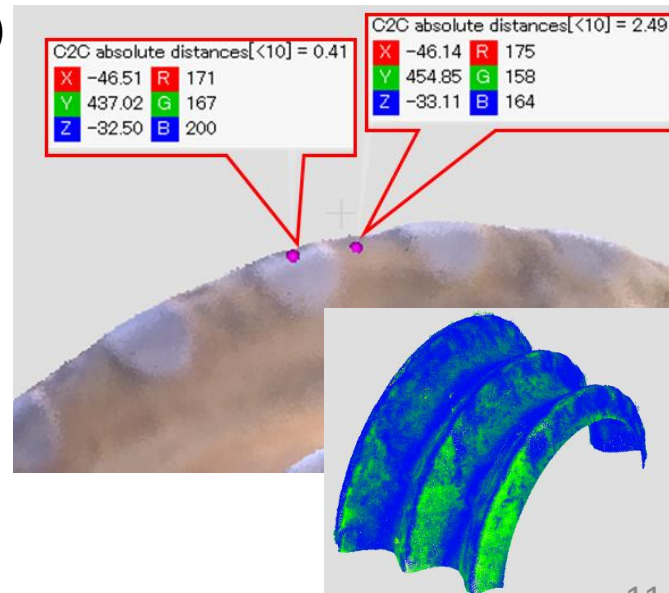 )
C2C absolute distances[<10] = 0.41
X -46.51 R 171
Y 437.02 G 167
Z -32.50 B 200
C2C absolute distances[<10] = 2.49
X -46.14 R 175
Y 454.85 G 158
Z -33.11 B 164